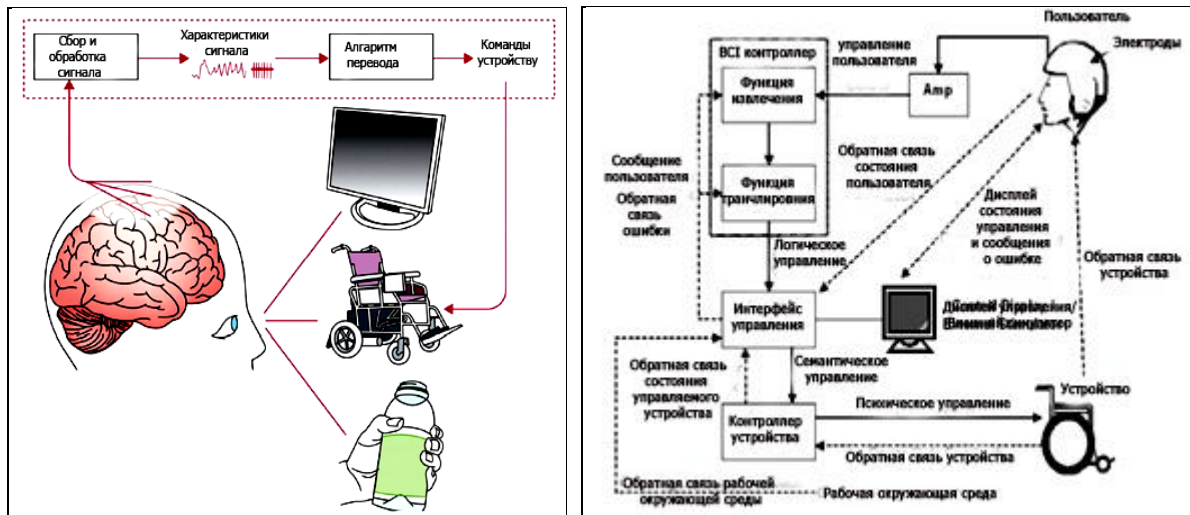 Сбор и
обработка
сигнала
Характеристики
сигнала
Алгаритм
перевода
Команды
устройству
Пользователь
Электроды
BCI контроллер
управление
пользователя
Функция
извлечения
Amp
Сообщение
пользователя
Обратная
связь
ошибки
Функция
транчлировния
Обратная связь
состояния
пользователя
Дисплей
состояния
управления
и сообщения
о ошибке
Обратная связь
устройства
Логическое
управление
Интерфейс
управления
Семантическое
управление
Обратная связь
состояния
управляемого
устройства
Устройство
Контроллер
устройства
Психическое управление
Обратная связь устройства
Обратная связь рабочей
окружающей среды
Рабочая окружающая среда